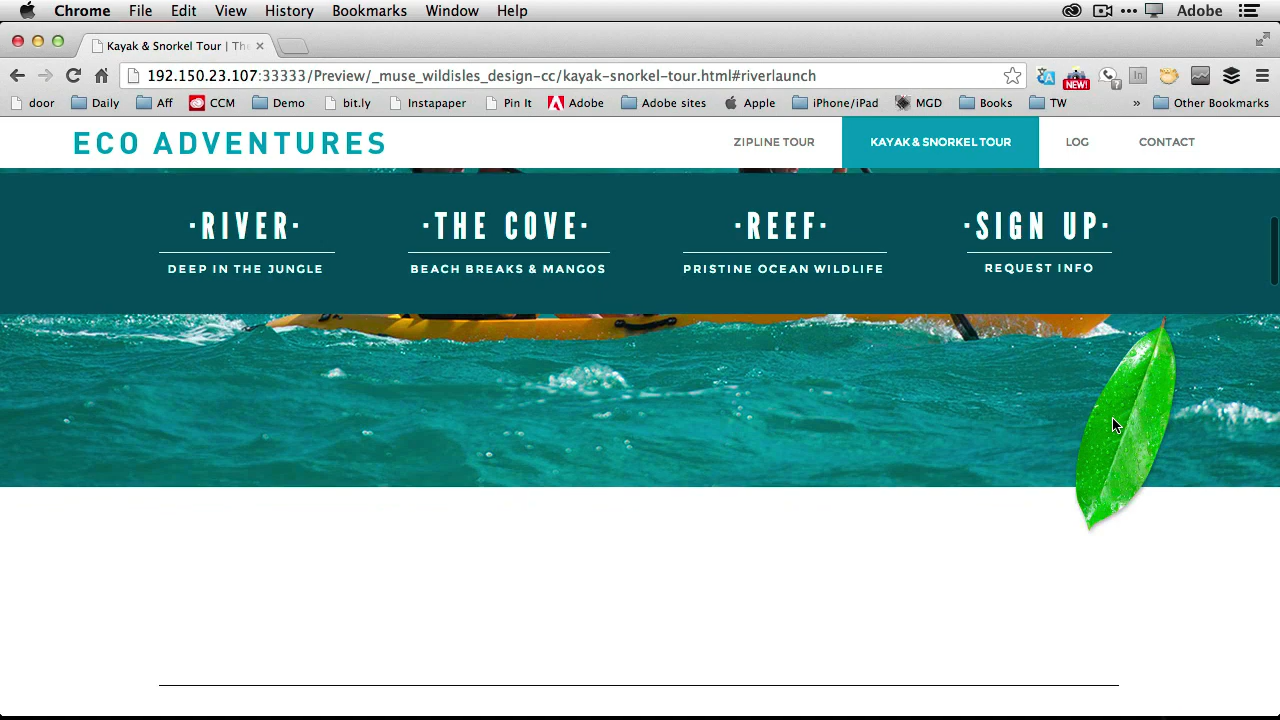 Chrome File Edit View History Bookmarks Window Help Adobe
Kayak & Snorkel Tour | The
192.150.23.107:33333/Preview/_muse_wildisles_design-cc/kayak-snorkel-tour.html#riverlaunch
NEW! ? In
door Daily Aff CCM Demo bit.ly Instapaper Pin It Adobe Adobe sites Apple iPhone/iPad MGD Books TW » Other Bookmarks
ECO ADVENTURES ZIPLINE TOUR KAYAK & SNORKEL TOUR LOG CONTACT
·RIVER· ·THE COVE· ·REEF· ·SIGN UP·
DEEP IN THE JUNGLE BEACH BREAKS & MANGOS PRISTINE OCEAN WILDLIFE REQUEST INFO